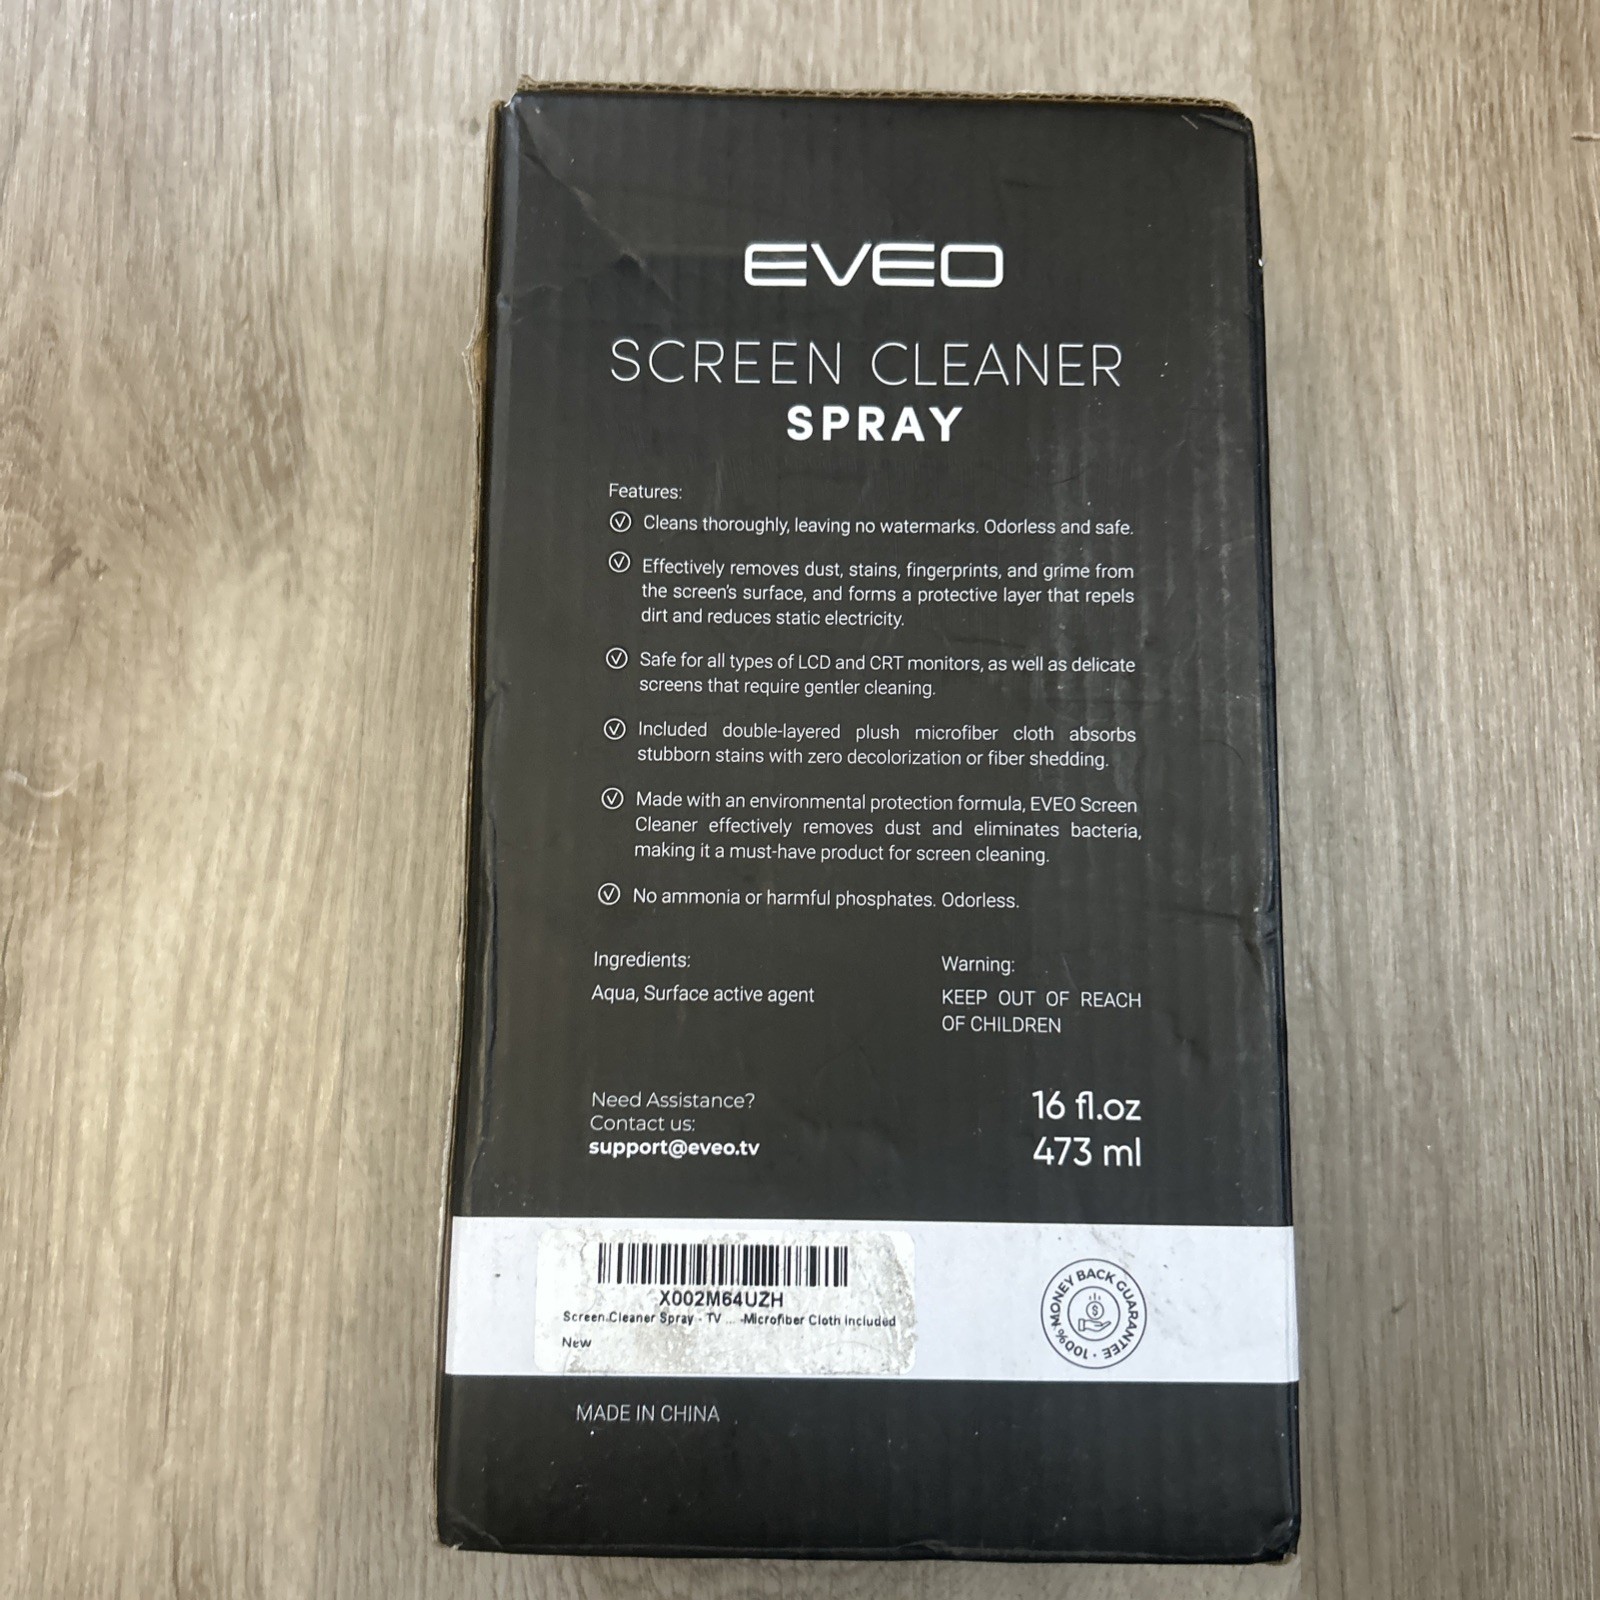 EVEO
SCREEN CLEANER
SPRAY
Features:
Cleans thoroughly, leaving no watermarks. Odorless and safe.
Effectively removes dust, stains, fingerprints, and grime from
the screen's surface, and forms a protective layer that repels
dirt and reduces static electricity.
Safe for all types of LCD and CRT monitors, as well as delicate
screens that require gentler cleaning.
Included double-layered plush microfiber cloth absorbs
stubborn stains with zero decolorization or fiber shedding.
Made with an environmental protection formula, EVEO Screen
Cleaner effectively removes dust and eliminates bacteria,
making it a must-have product for screen cleaning.
No ammonia or harmful phosphates. Odorless.
Ingredients:
Aqua, Surface active agent
Warning:
KEEP OUT OF REACH
OF CHILDREN
Need Assistance?
Contact us:
support@eveo.tv
16 fl.oz
473 ml
X002M64UZH
Screen Cleaner Spray - TV ... -Microfiber Cloth Included
New
100% MONEY BACK GUARANTEE
$
MADE IN CHINA